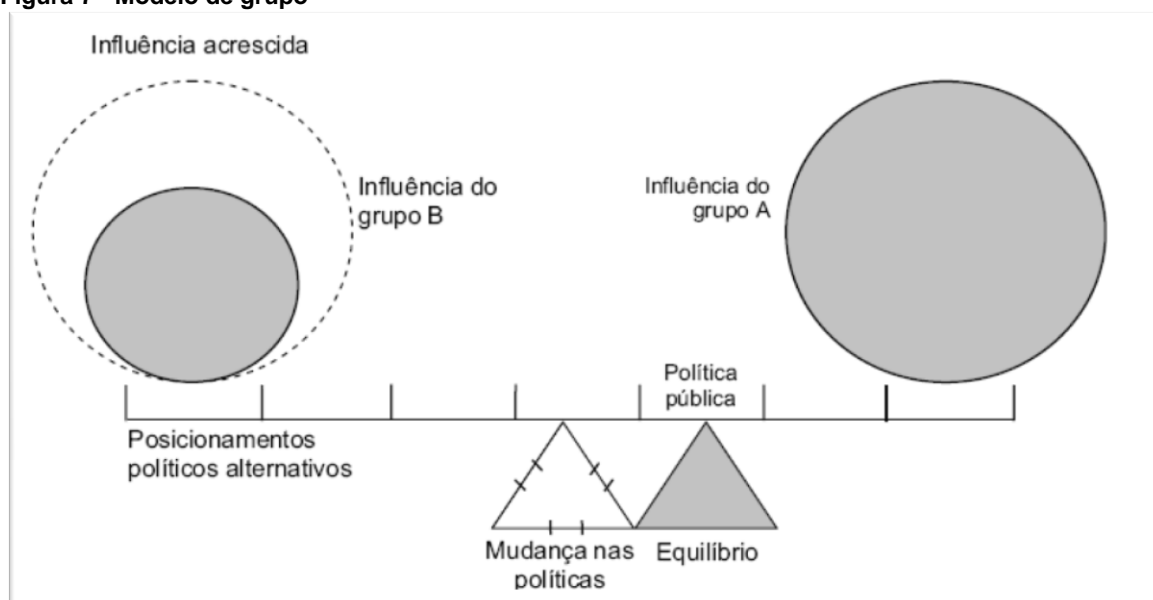 Figura 7 - Modelo de grupo
Influência acrescida
Influência do
grupo B
Influência do
grupo A
Política
pública
Posicionamentos
políticos alternativos
Mudança nas
políticas
Equilíbrio